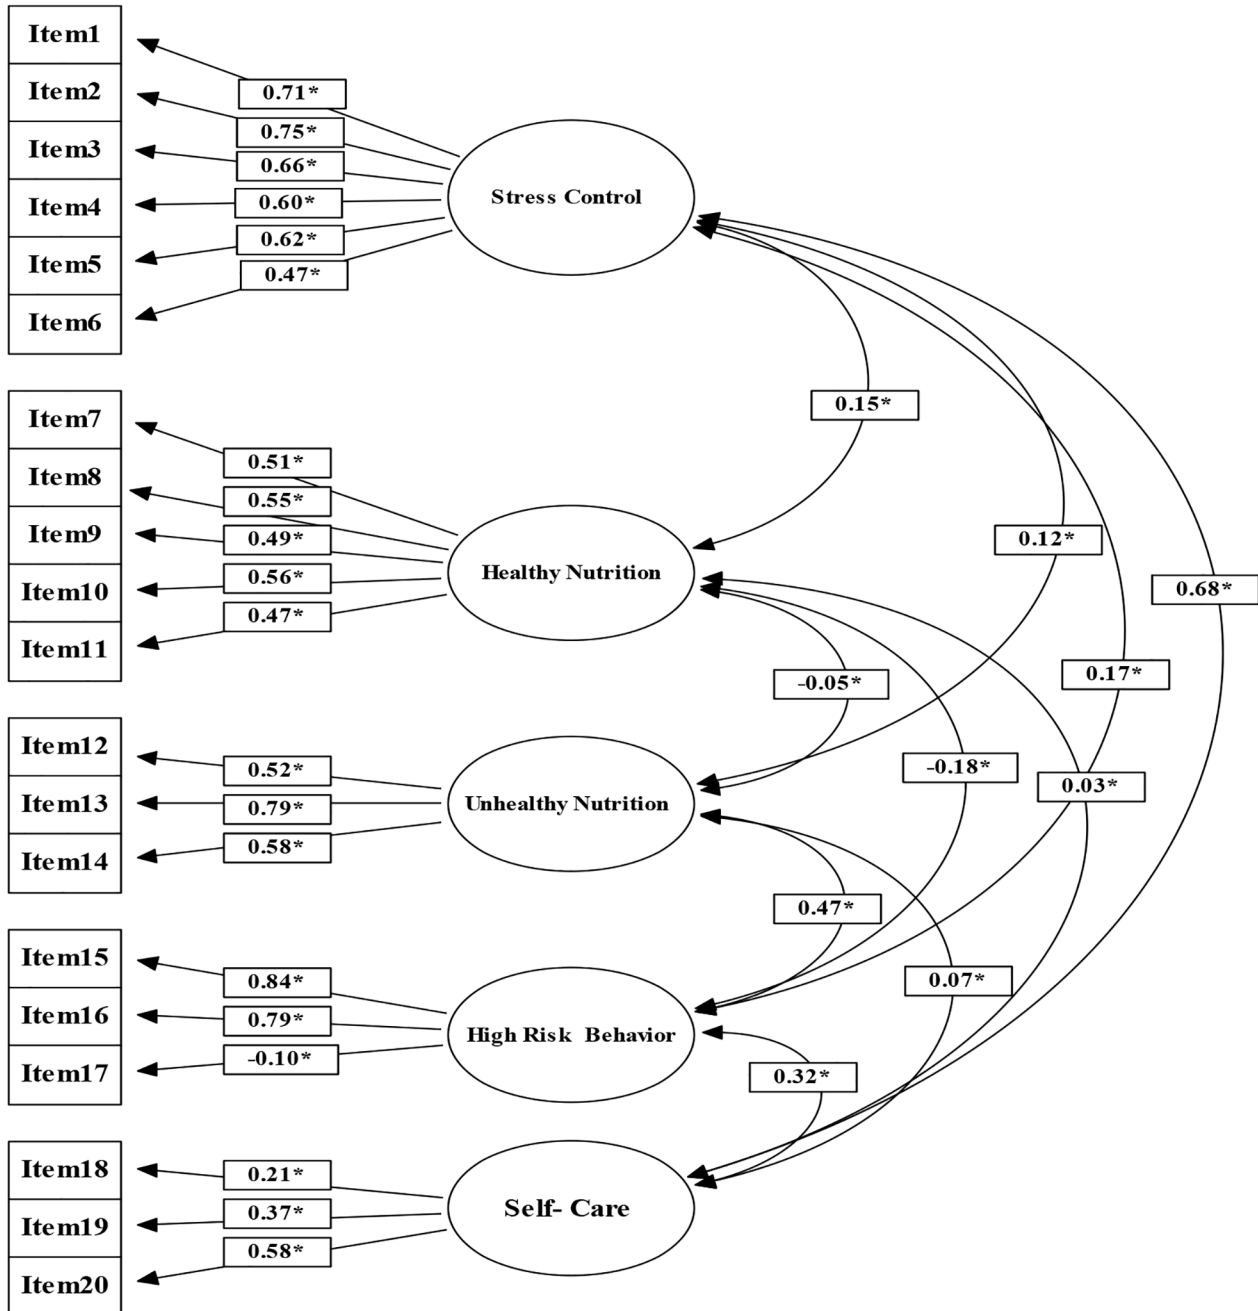 Item1
Item2
Item3
Item4
Item5
Item6
0.71*
0.75*
0.66*
0.60*
0.62*
0.47*
Stress Control
Item7
Item8
Item9
Item10
Item11
0.51*
0.55*
0.49*
0.56*
0.47*
Healthy Nutrition
Item12
Item13
Item14
0.52*
0.79*
0.58*
Unhealthy Nutrition
Item15
Item16
Item17
0.84*
0.79*
-0.10*
High Risk Behavior
Item18
Item19
Item20
0.21*
0.37*
0.58*
Self- Care
0.15*
0.12*
0.68*
0.17*
-0.05*
-0.18*
0.03*
0.47*
0.07*
0.32*